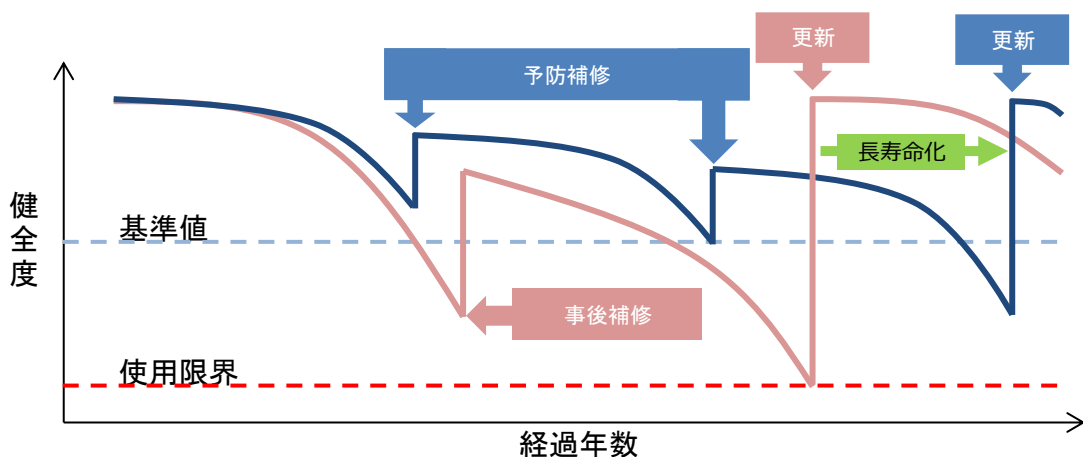 更新
更新
予防補修
長寿命化
健全度
基準値
事後補修
使用限界
経過年数